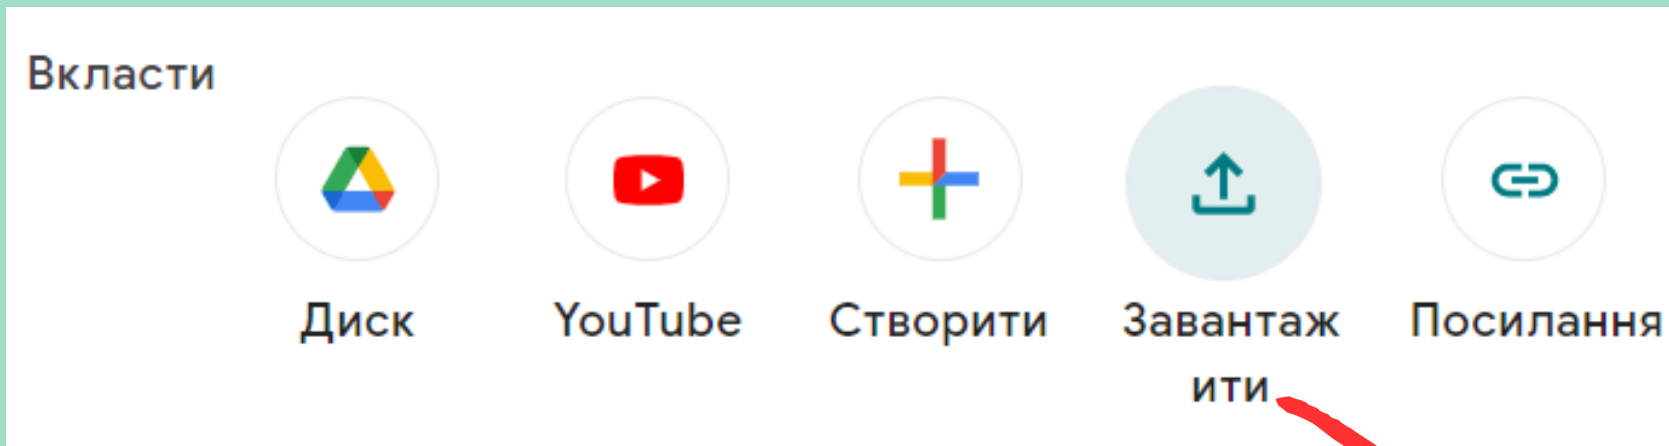 Вкласти
Диск
YouTube
Створити
Завантаж
ити
Посилання